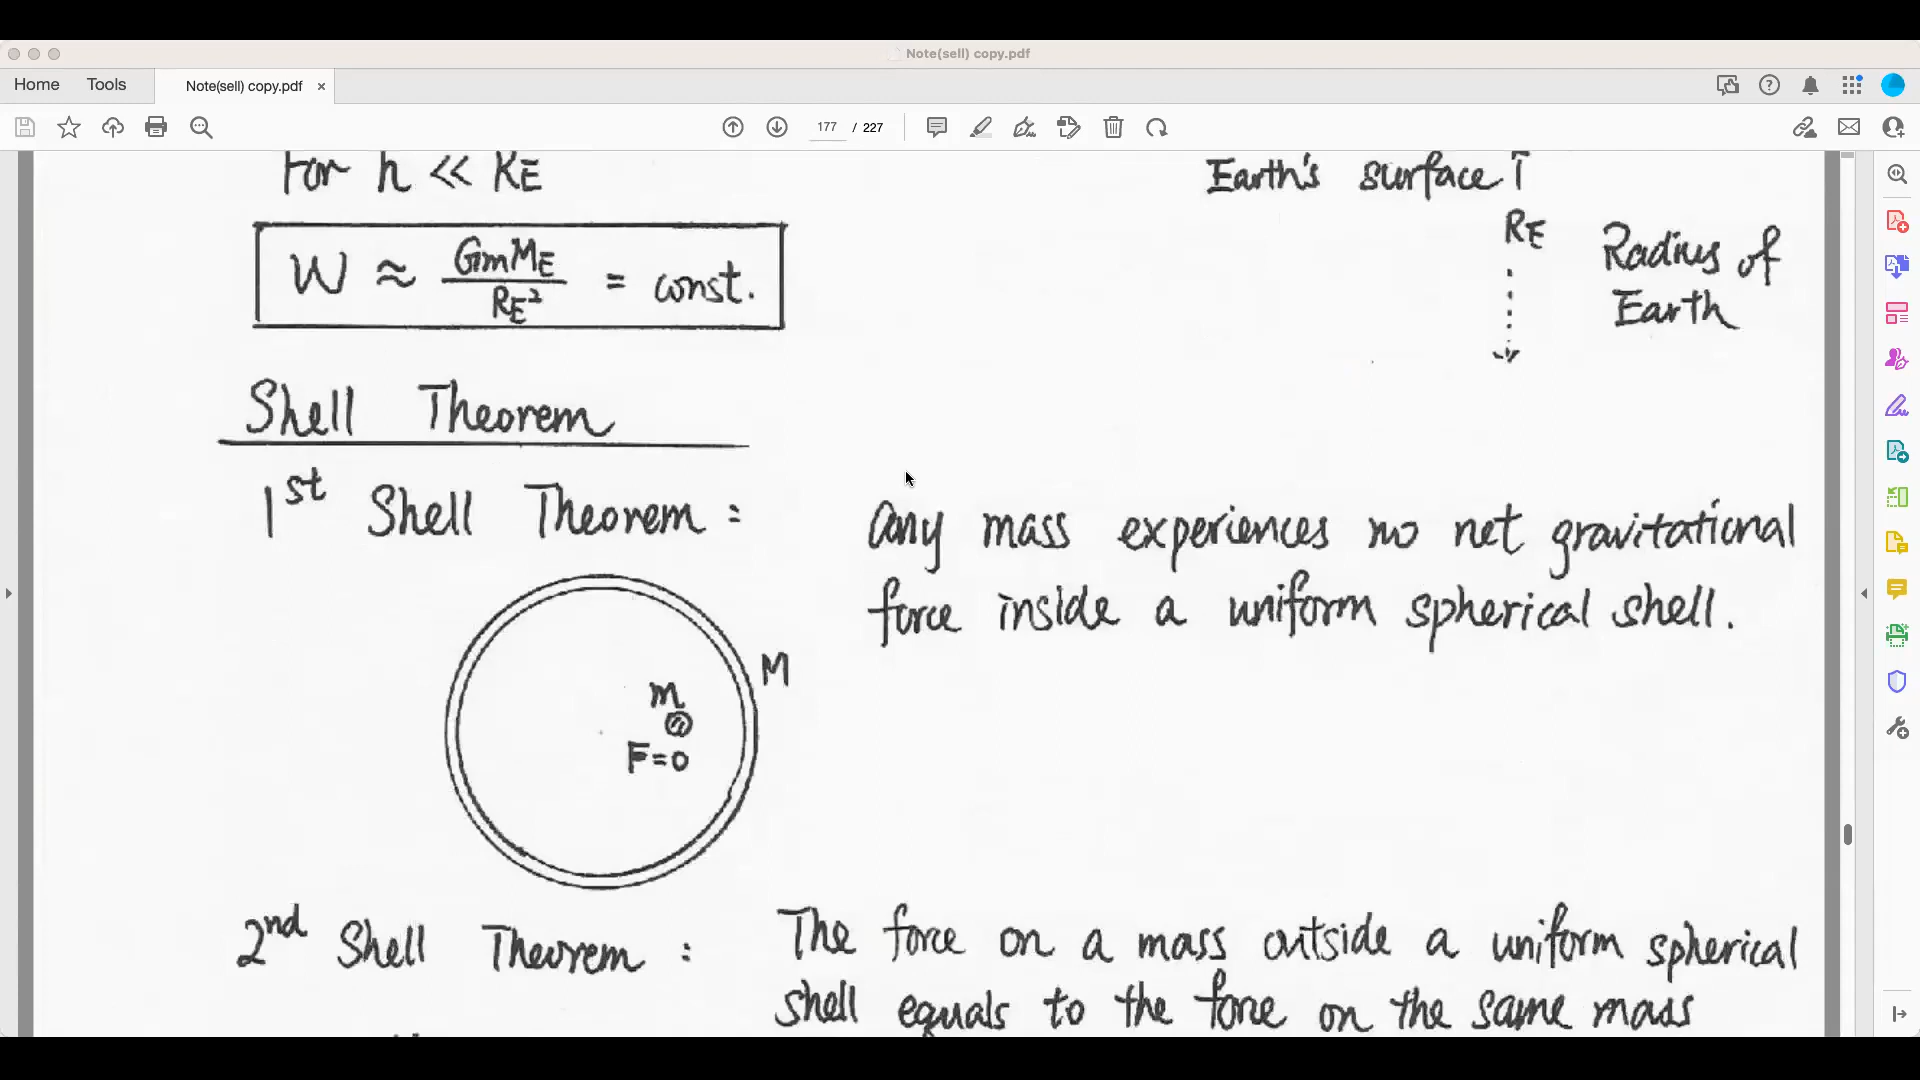 Note(sell) copy.pdf
Home Tools Note(sell) copy.pdf ×
177 / 227
For h << RE
Earth's surface
W ≈ GmME / RE² = const.
RE Radius of
Earth
Shell Theorem
1st Shell Theorem : Any mass experiences no net gravitational
force inside a uniform spherical shell.
M
m
F=0
2nd Shell Theorem : The force on a mass outside a uniform spherical
shell equals to the force on the same mass